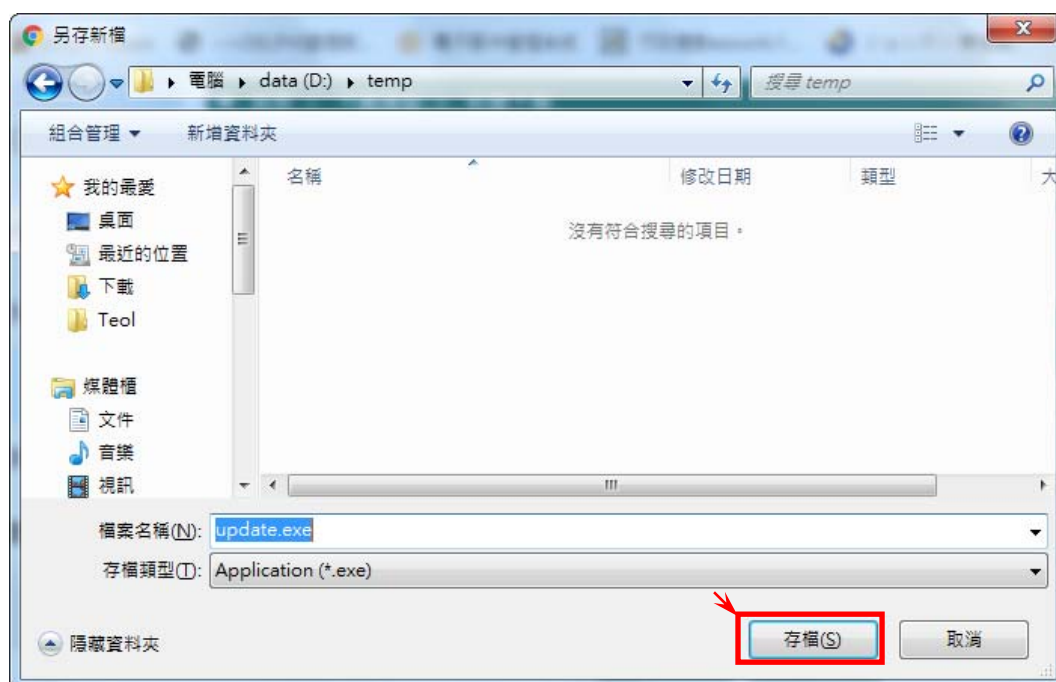 另存新檔
電腦 ▸ data (D:) ▸ temp
搜尋 temp
組合管理 ▼ 新增資料夾
我的最愛
桌面
最近的位置
下載
Teol
媒體櫃
文件
音樂
視訊
名稱 修改日期 類型 大
沒有符合搜尋的項目。
檔案名稱(N): update.exe
存檔類型(T): Application (*.exe)
隱藏資料夾
存檔(S) 取消